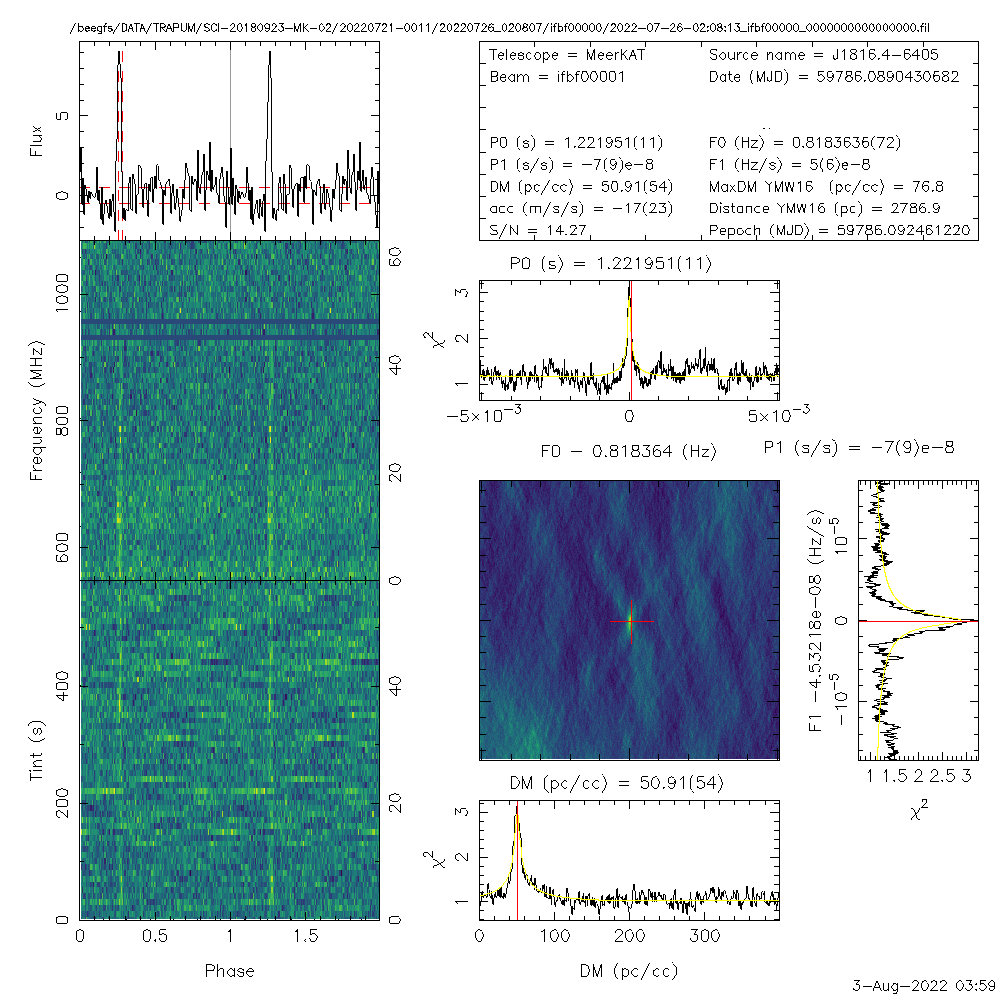 /beegfs/DATA/TRAPUM/SCI-20180923-MK-02/20220721-0011/20220726_020807/ifbf00000/2022-07-26-02:08:13_ifbf00000_0000000000000000.fil
Telescope = MeerKAT
Source name = J1816.4-6405
Beam = ifbf00001
Date (MJD) = 59786.0890430682
P0 (s) = 1.221951(11)
F0 (Hz) = 0.8183636(72)
P1 (s/s) = -7(9)e-8
F1 (Hz/s) = 5(6)e-8
DM (pc/cc) = 50.91(54)
MaxDM YMW16 (pc/cc) = 76.8
acc (m/s/s) = -17(23)
Distance YMW16 (pc) = 2786.9
S/N = 14.27
Pepoch (MJD) = 59786.092461220
Flux
5
0
Frequency (MHz)
1000
800
600
60
40
20
0
Tint (s)
400
200
0
40
20
0
0 0.5 1 1.5
Phase
P0 (s) = 1.221951(11)
χ²
3
2
1
-5×10⁻³ 0 5×10⁻³
F0 - 0.818364 (Hz)
P1 (s/s) = -7(9)e-8
F1 -4.53218e-08 (Hz/s)
10⁻⁵
0
-10⁻⁵
1 1.5 2 2.5 3
χ²
DM (pc/cc) = 50.91(54)
χ²
3
2
1
0 100 200 300
DM (pc/cc)
3-Aug-2022 03:59